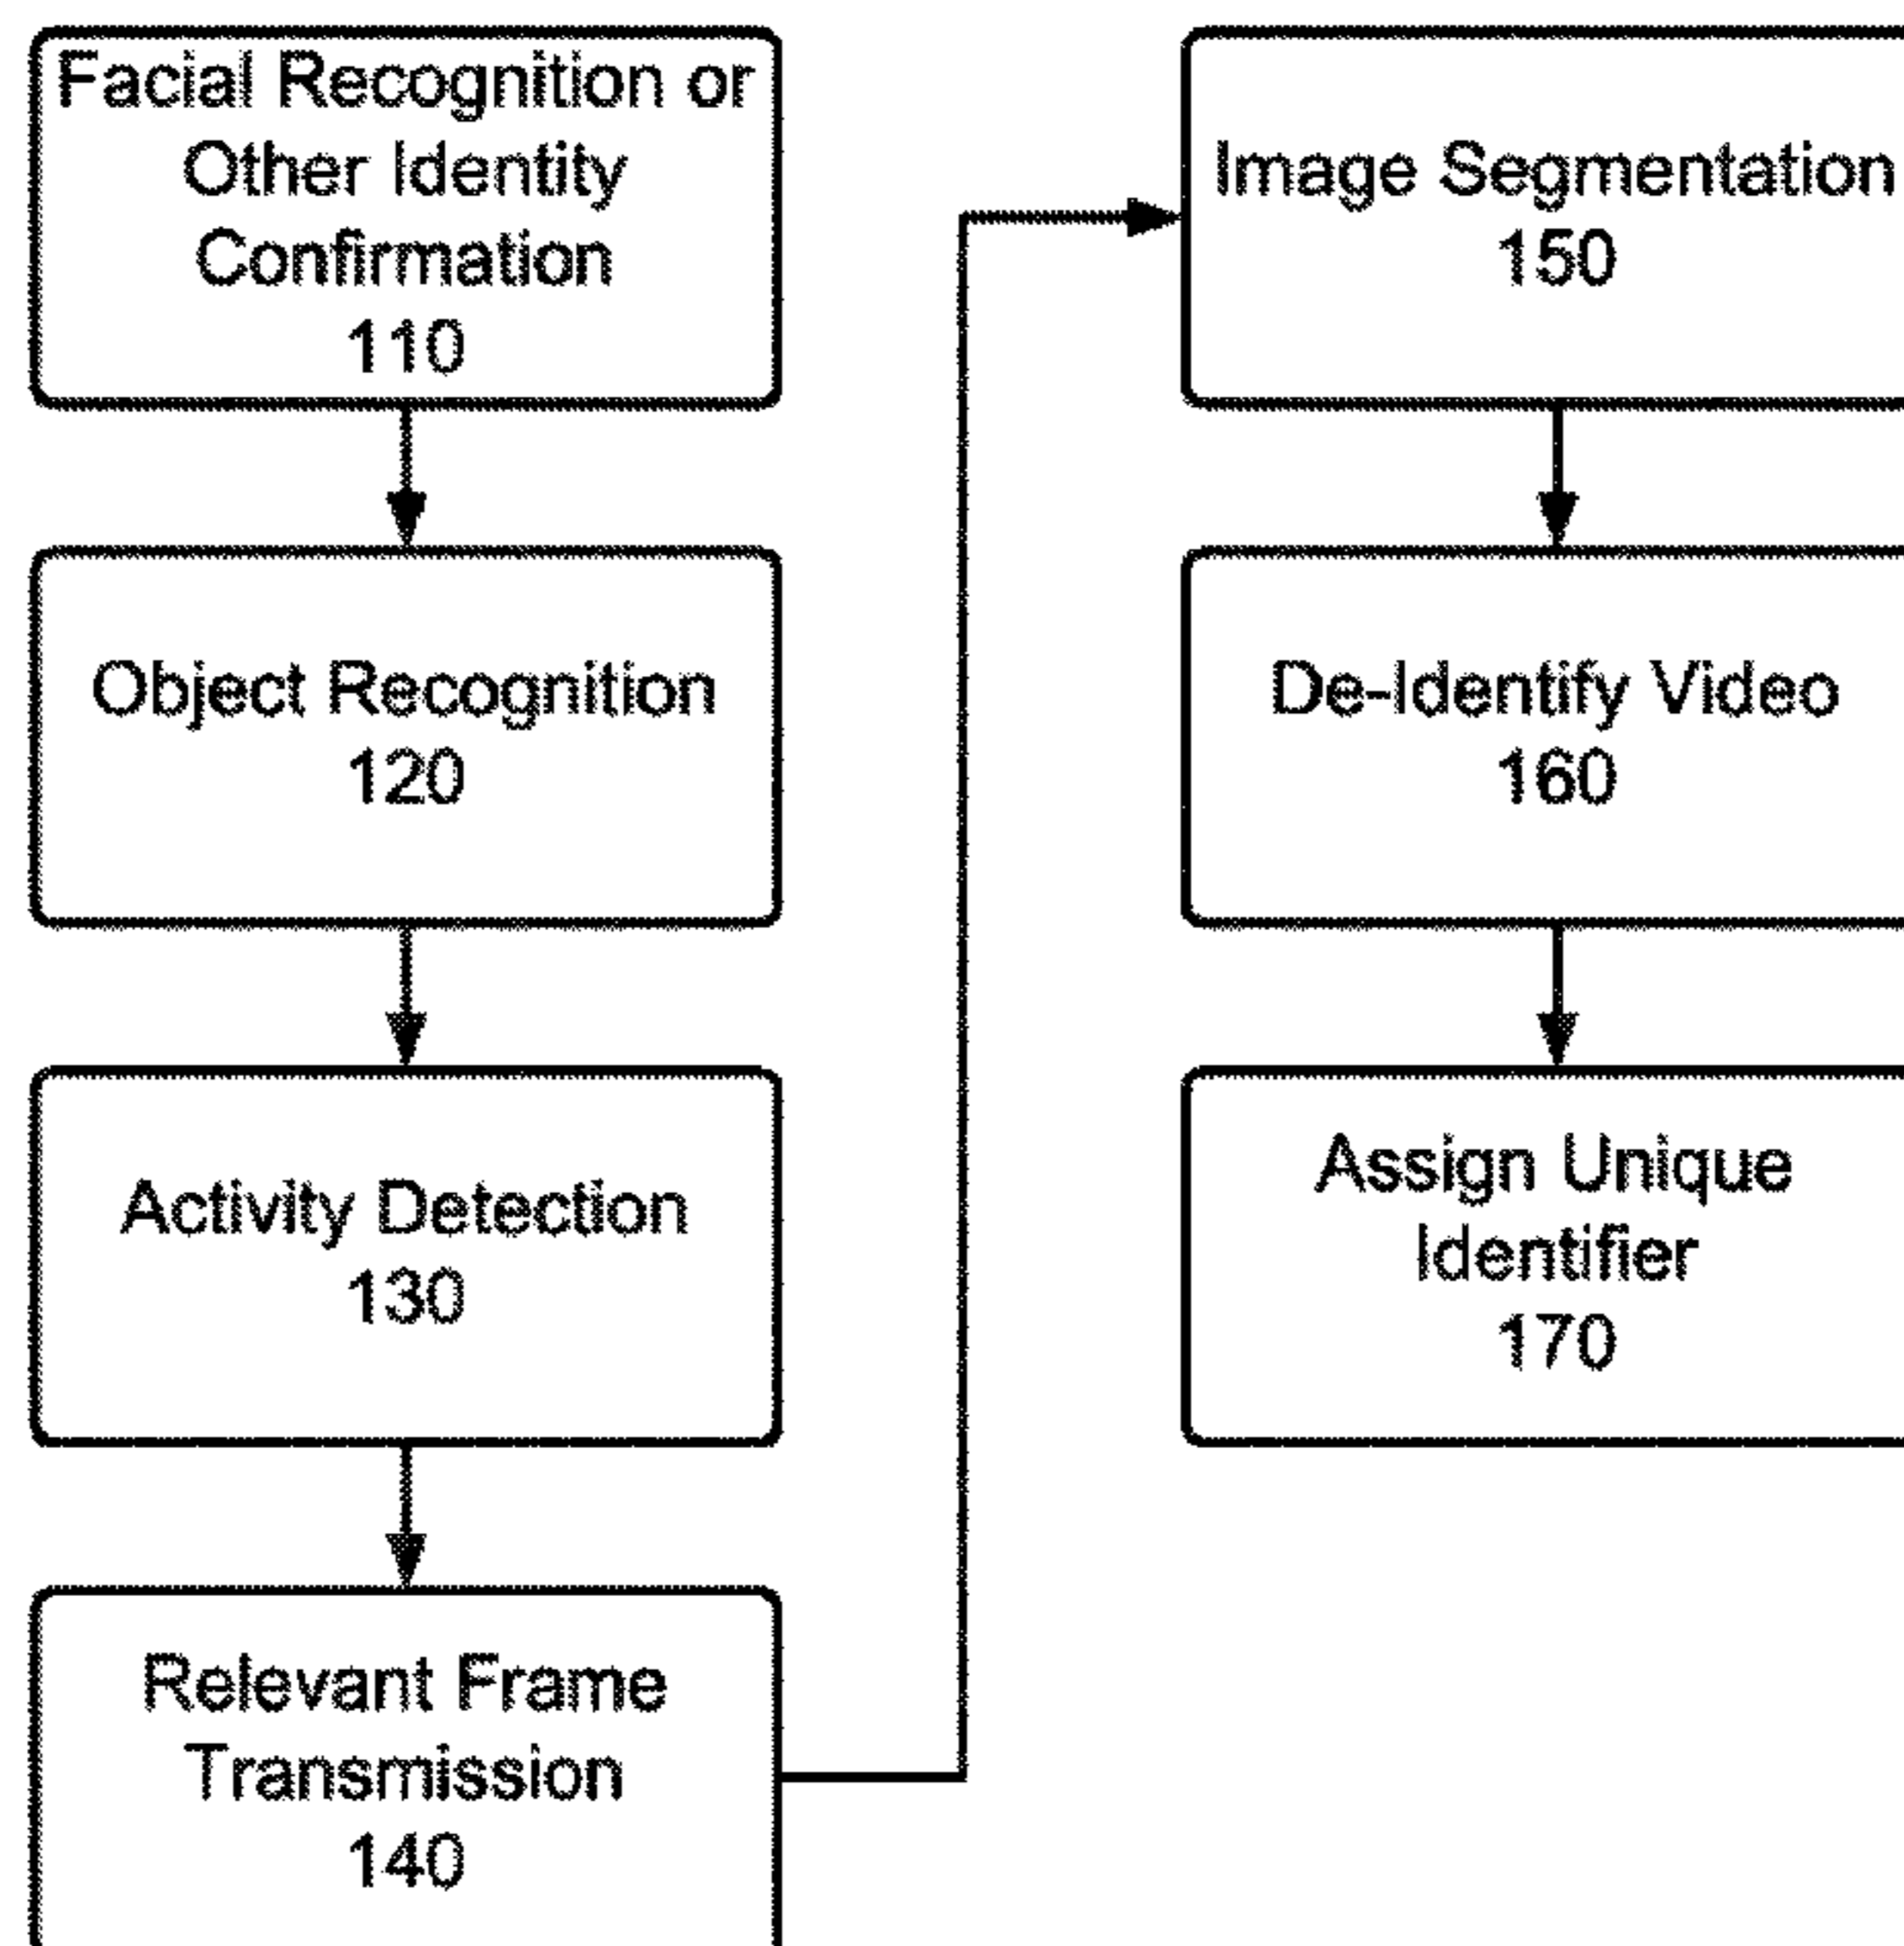 Facial Recognition or
Other Identity
Confirmation
110
Object Recognition
120
Activity Detection
130
Relevant Frame
Transmission
140
Image Segmentation
150
De-Identify Video
160
Assign Unique
Identifier
170